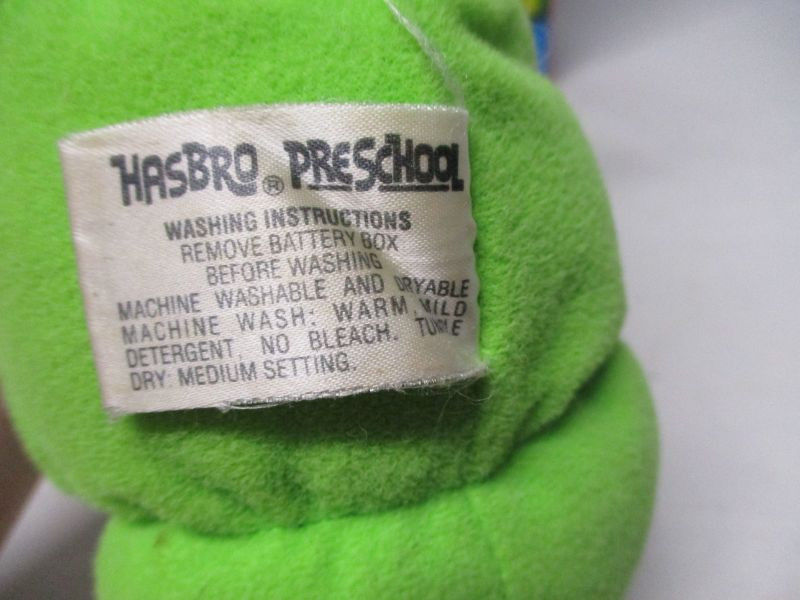 HASBRO® PRESCHOOL
WASHING INSTRUCTIONS
REMOVE BATTERY BOX
BEFORE WASHING
MACHINE WASHABLE AND DRYABLE
MACHINE WASH: WARM, MILD
DETERGENT, NO BLEACH. TUMBLE
DRY: MEDIUM SETTING.